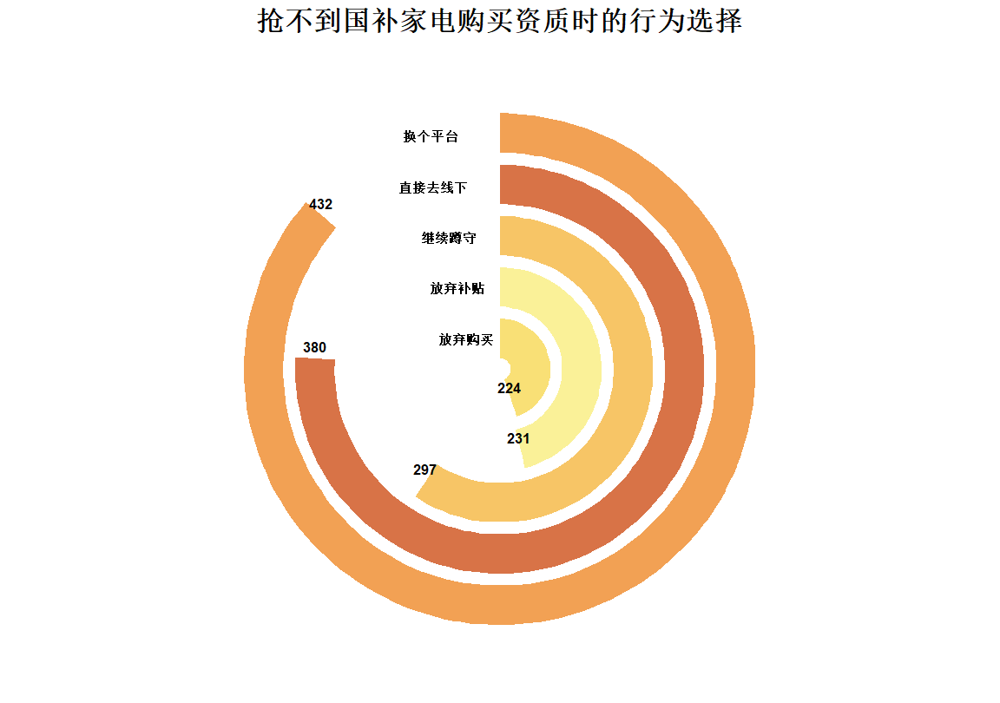 抢不到国补家电购买资质时的行为选择
换个平台
直接去线下
432
继续蹲守
放弃补贴
放弃购买
380
224
231
297